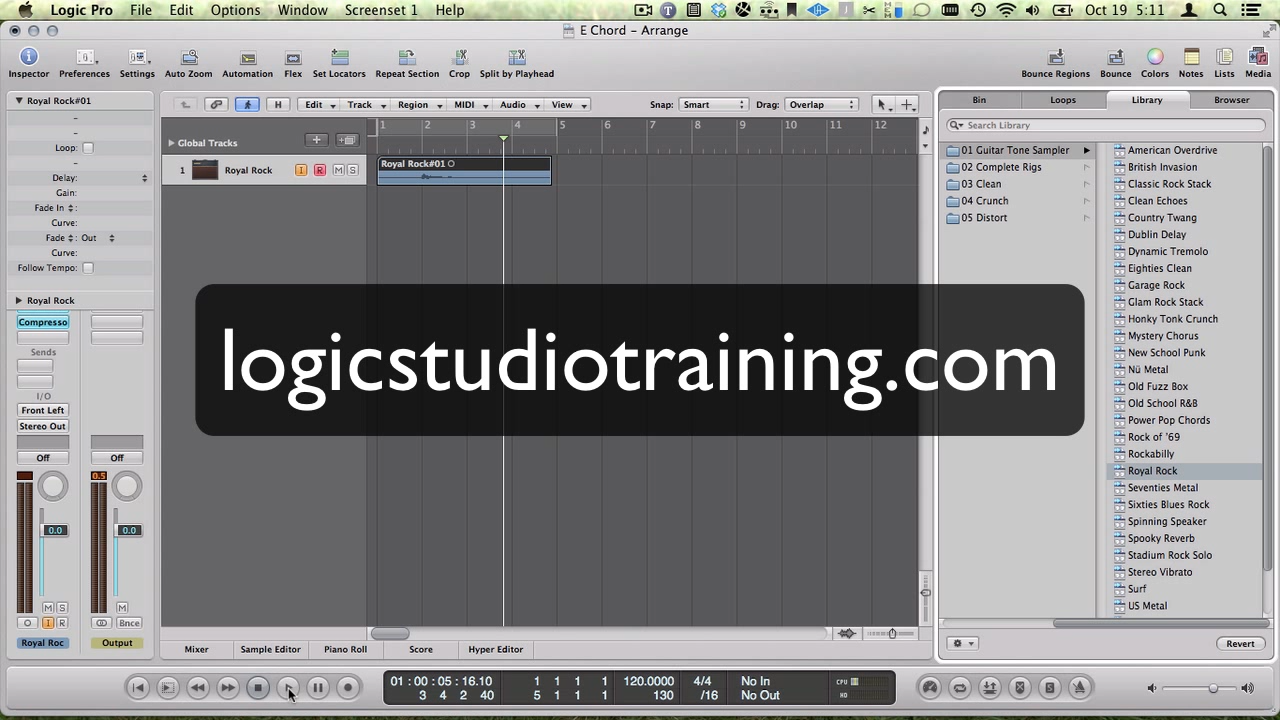 Logic Pro File Edit Options Window Screenset 1 Help Oct 19 5:11
E Chord – Arrange
Inspector Preferences Settings Auto Zoom Automation Flex Set Locators Repeat Section Crop Split by Playhead Bounce Regions Bounce Colors Notes Lists Media
Royal Rock#01
Edit Track Region MIDI Audio View Snap: Smart Drag: Overlap
Bin Loops Library Browser
Search Library
1 2 3 4 5 6 7 8 9 10 11 12
Global Tracks
1 Royal Rock I R M S
Royal Rock#01
–
Loop:
–
Delay:
Gain:
Fade In :
Curve:
Fade : Out
Curve:
Follow Tempo:
Royal Rock
Compresso
Sends
I/O
Front Left
Stereo Out
Off Off
0.5
0.0 0.0
M S M
I R Bnce
Royal Roc Output
01 Guitar Tone Sampler
02 Complete Rigs
03 Clean
04 Crunch
05 Distort
American Overdrive
British Invasion
Classic Rock Stack
Clean Echoes
Country Twang
Dublin Delay
Dynamic Tremolo
Eighties Clean
Garage Rock
Glam Rock Stack
Honky Tonk Crunch
Mystery Chorus
New School Punk
Nü Metal
Old Fuzz Box
Old School R&B
Power Pop Chords
Rock of '69
Rockabilly
Royal Rock
Seventies Metal
Sixties Blues Rock
Spinning Speaker
Spooky Reverb
Stadium Rock Solo
Stereo Vibrato
Surf
US Metal
logicstudiotraining.com
Revert
Mixer Sample Editor Piano Roll Score Hyper Editor
01 : 00 : 05 : 16.10 1 1 1 1 120.0000 4/4 No In CPU
3 4 2 40 5 1 1 1 130 /16 No Out HD